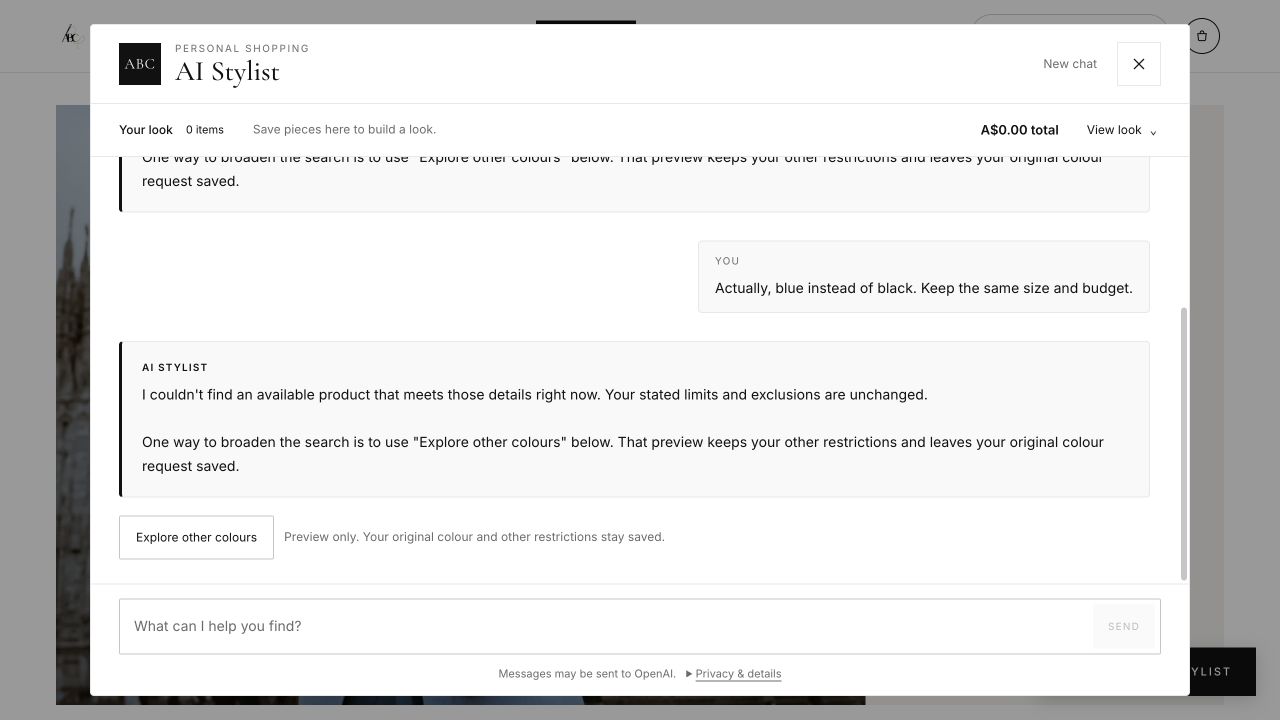 ABC
PERSONAL SHOPPING
AI Stylist
New chat
Your look 0 items Save pieces here to build a look. A$0.00 total View look
One way to broaden the search is to use "Explore other colours" below. That preview keeps your other restrictions and leaves your original colour
request saved.
YOU
Actually, blue instead of black. Keep the same size and budget.
AI STYLIST
I couldn't find an available product that meets those details right now. Your stated limits and exclusions are unchanged.
One way to broaden the search is to use "Explore other colours" below. That preview keeps your other restrictions and leaves your original colour
request saved.
Explore other colours Preview only. Your original colour and other restrictions stay saved.
What can I help you find? SEND
Messages may be sent to OpenAI. Privacy & details
YLIST